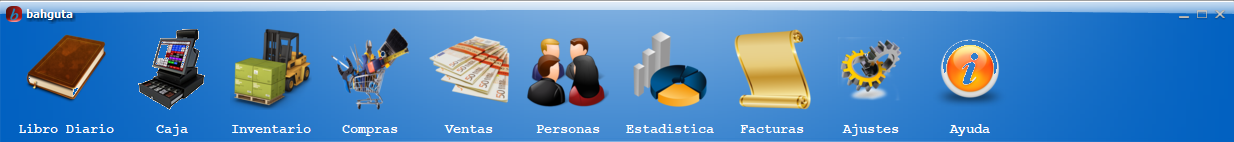 bahguta
Libro Diario
Caja
Inventario
Compras
Ventas
Personas
Estadistica
Facturas
Ajustes
Ayuda